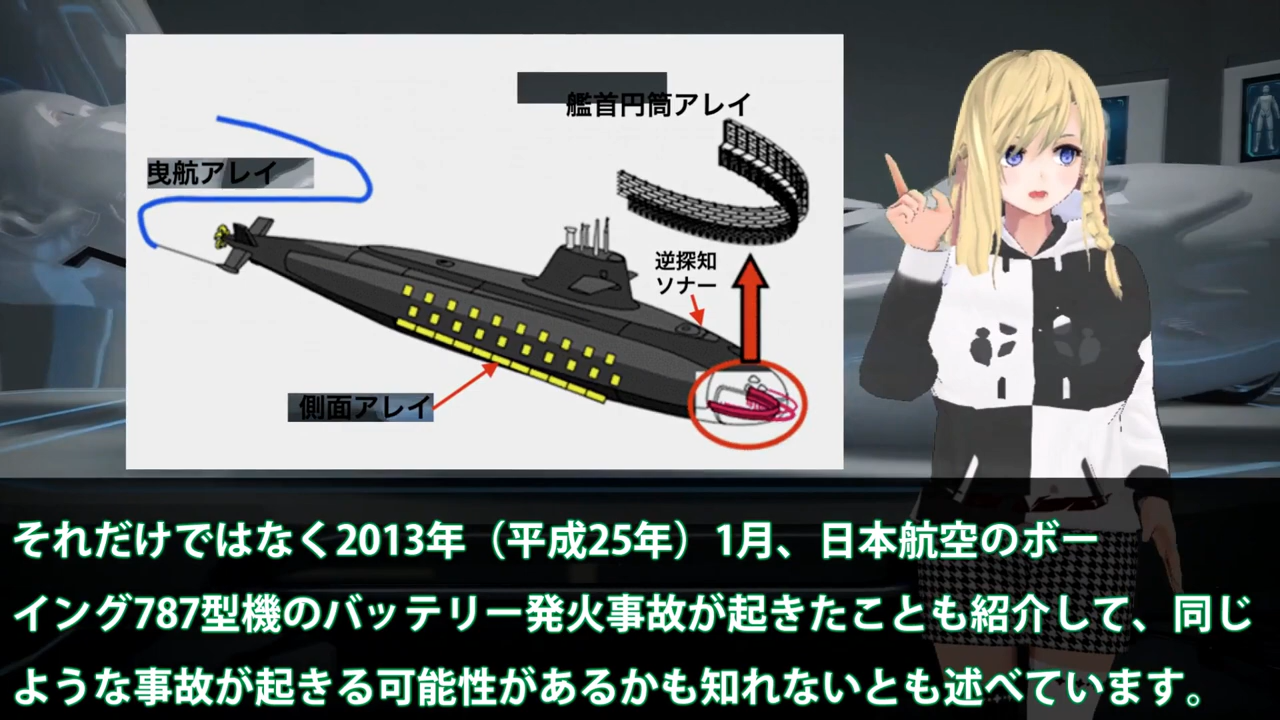 艦首円筒アレイ
曳航アレイ
逆探知
ソナー
側面アレイ
それだけではなく2013年（平成25年）1月、日本航空のボー
イング787型機のバッテリー発火事故が起きたことも紹介して、同じ
ような事故が起きる可能性があるかも知れないとも述べています。